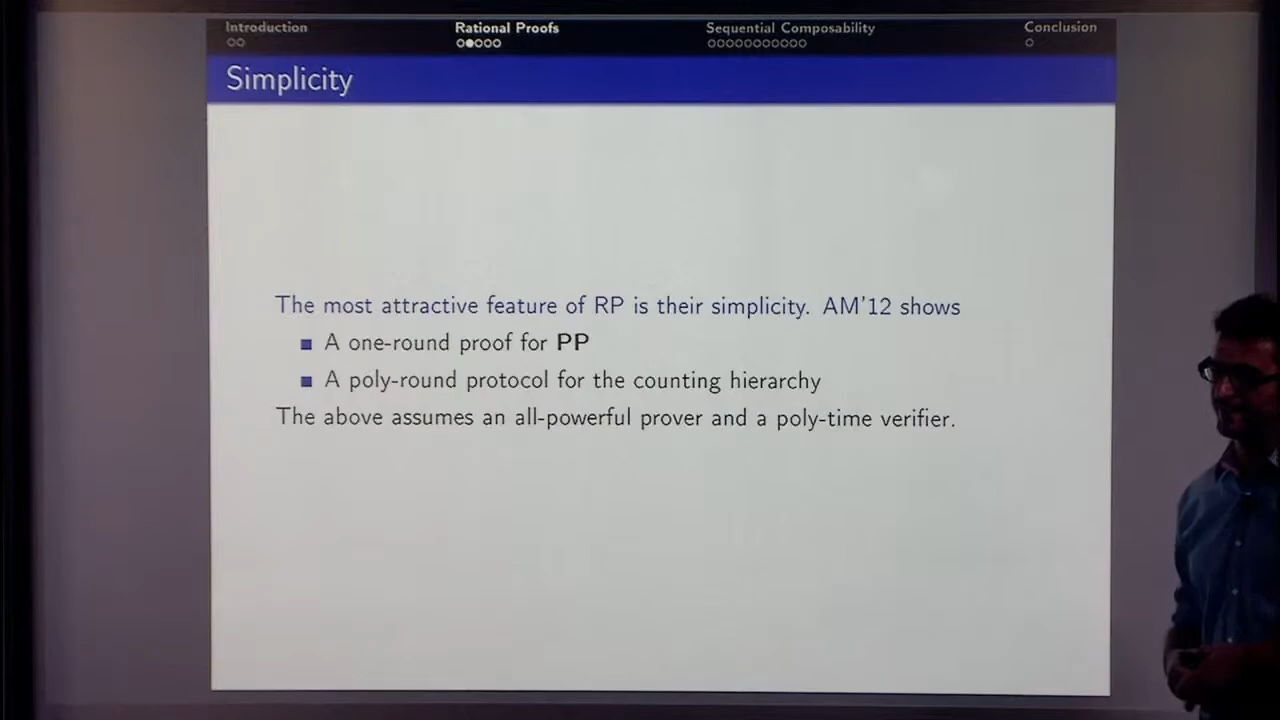 Introduction
Rational Proofs
Sequential Composability
Conclusion
Simplicity
The most attractive feature of RP is their simplicity. AM'12 shows
A one-round proof for PP
A poly-round protocol for the counting hierarchy
The above assumes an all-powerful prover and a poly-time verifier.